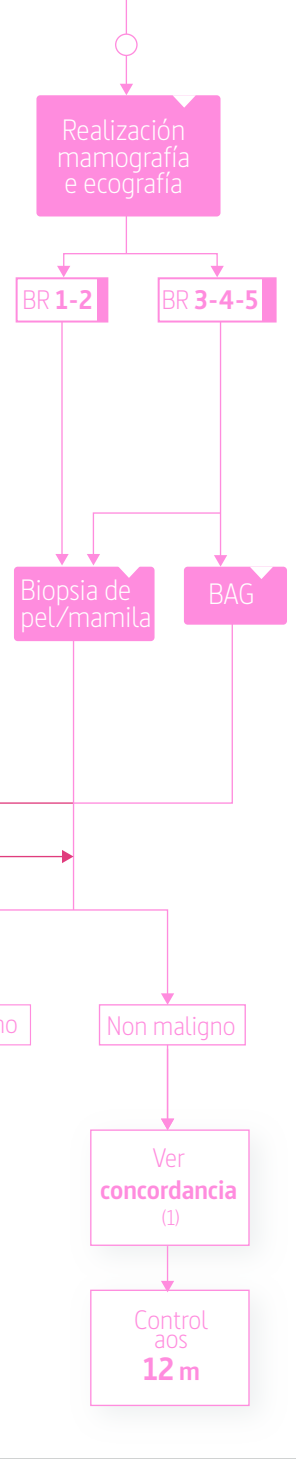 Realización
mamografía
e ecografía
BR 1-2
BR 3-4-5
Biopsia de
pel/mamila
BAG
no
Non maligno
Ver
concordancia
(1)
Control
aos
12 m